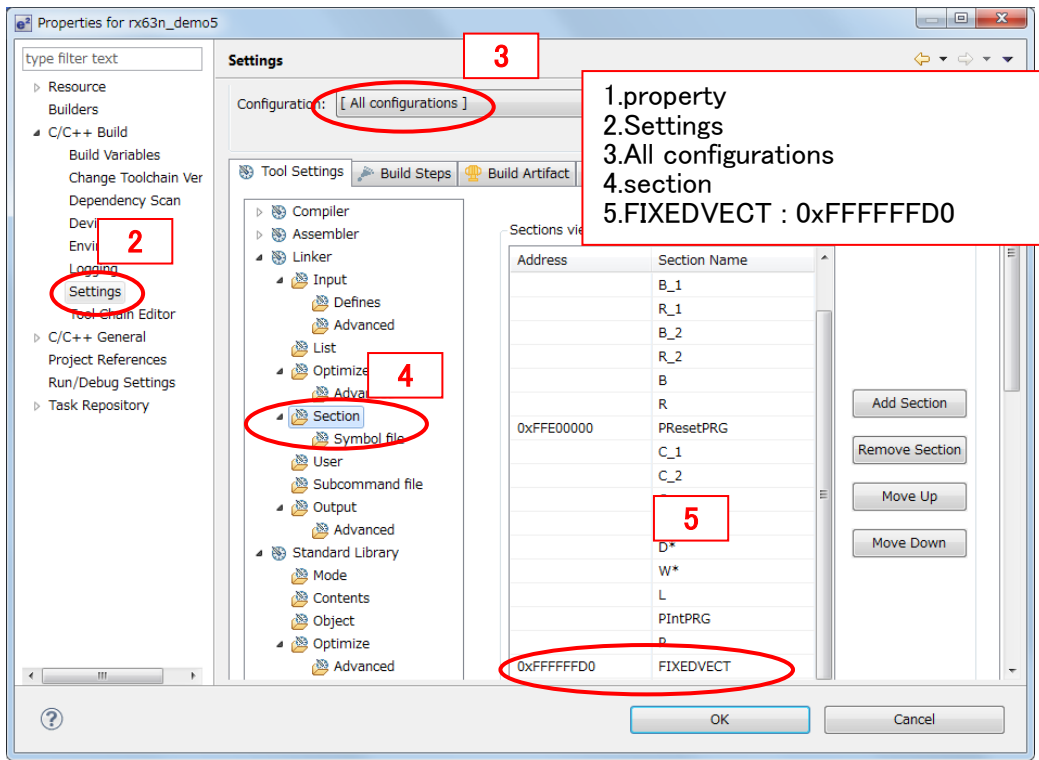 e² Properties for rx63n_demo5
type filter text
Resource
Builders
C/C++ Build
Build Variables
Change Toolchain Ver
Dependency Scan
Logging
Settings
Tool Chain Editor
C/C++ General
Project References
Run/Debug Settings
Task Repository
2
Settings
3
Configuration: [ All configurations ]
1.property
2.Settings
3.All configurations
4.section
5.FIXEDVECT : 0xFFFFFFD0
Tool Settings Build Steps Build Artifact
Compiler
Assembler
Linker
Input
Defines
Advanced
List
Optimize
4
Section
Symbol file
User
Subcommand file
Output
Advanced
Standard Library
Mode
Contents
Object
Optimize
Advanced
Sections
Address Section Name
B_1
R_1
B_2
R_2
B
R
0xFFE00000 PResetPRG
C_1
C_2
5
D*
W*
L
PIntPRG
0xFFFFFFD0 FIXEDVECT
Add Section
Remove Section
Move Up
Move Down
OK Cancel